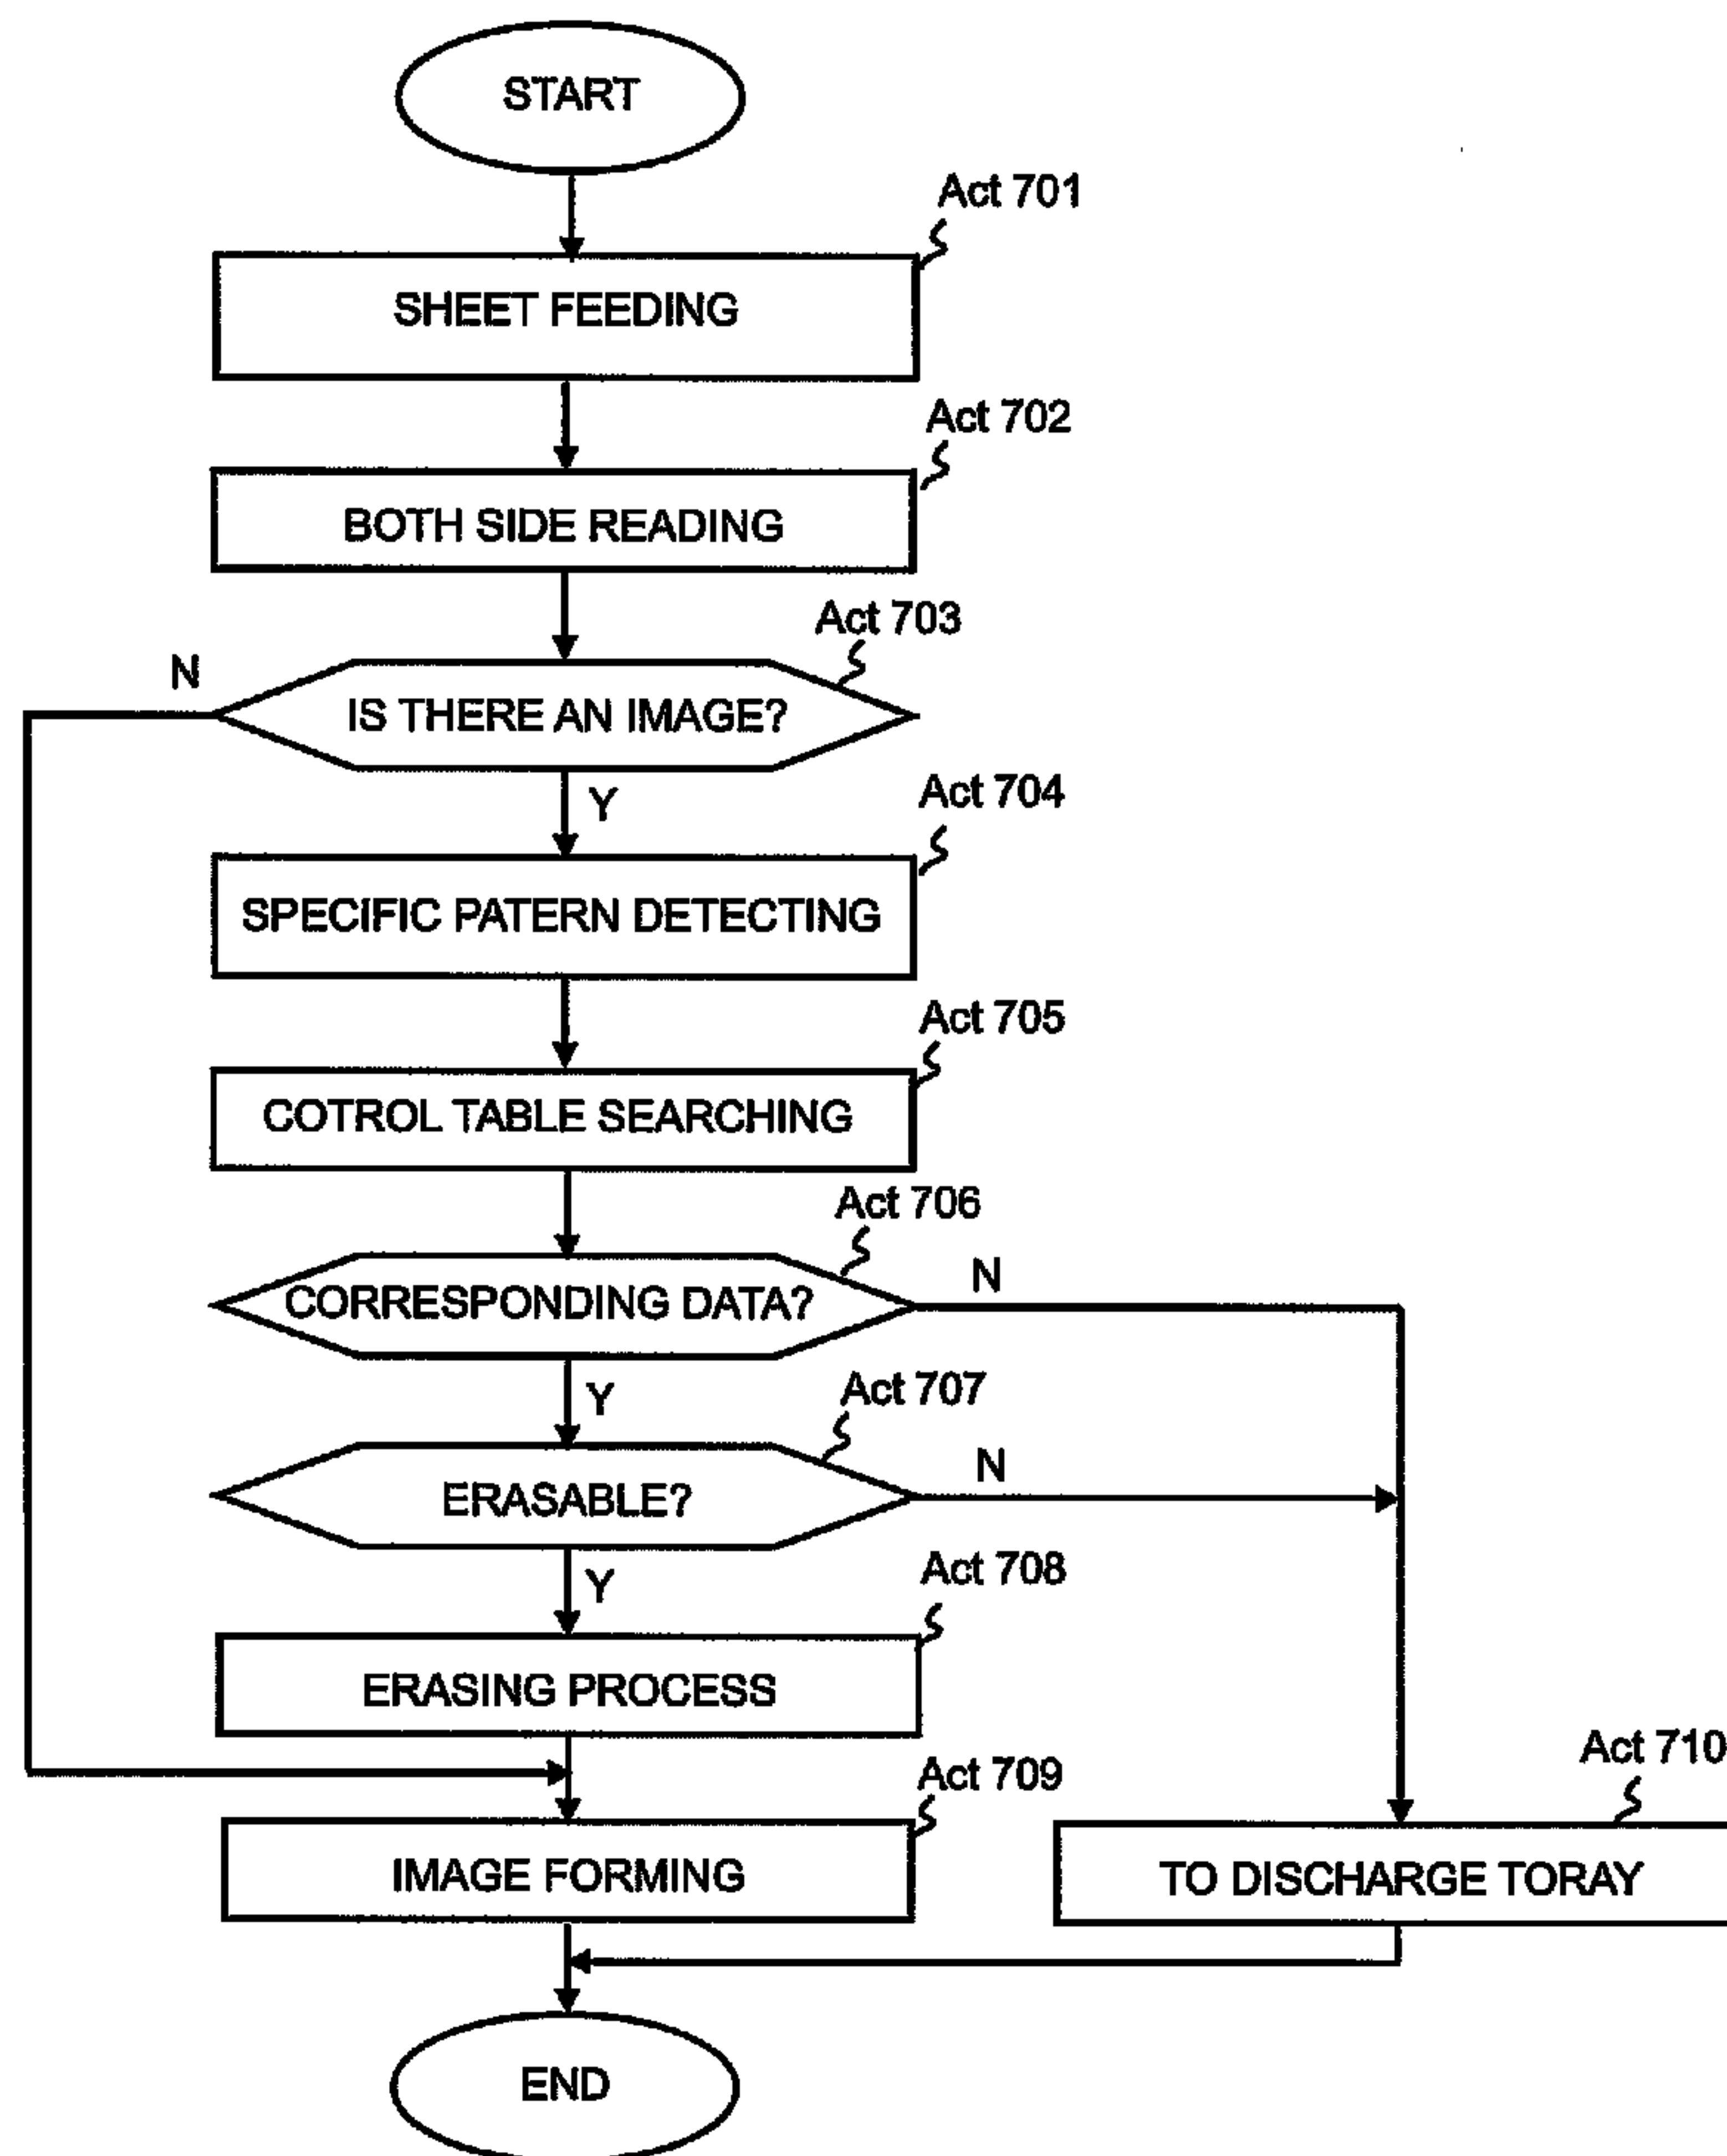 START
Act 701
SHEET FEEDING
Act 702
BOTH SIDE READING
Act 703
N
IS THERE AN IMAGE?
Y
Act 704
SPECIFIC PATERN DETECTING
Act 705
COTROL TABLE SEARCHING
Act 706
CORRESPONDING DATA?
N
Y
Act 707
ERASABLE?
N
Y
Act 708
ERASING PROCESS
Act 709
IMAGE FORMING
Act 710
TO DISCHARGE TORAY
END